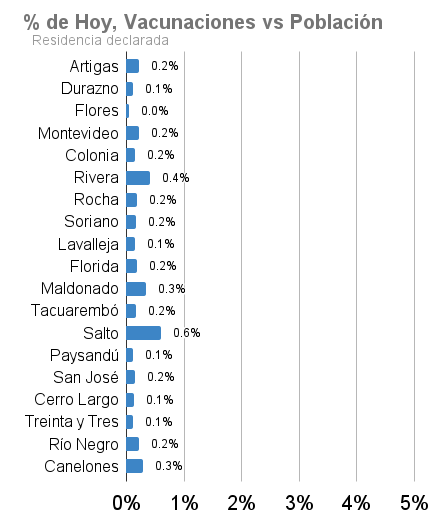 % de Hoy, Vacunaciones vs Población
Residencia declarada
Artigas 0.2%
Durazno 0.1%
Flores 0.0%
Montevideo 0.2%
Colonia 0.2%
Rivera 0.4%
Rocha 0.2%
Soriano 0.2%
Lavalleja 0.1%
Florida 0.2%
Maldonado 0.3%
Tacuarembó 0.2%
Salto 0.6%
Paysandú 0.1%
San José 0.2%
Cerro Largo 0.1%
Treinta y Tres 0.1%
Río Negro 0.2%
Canelones 0.3%
0% 1% 2% 3% 4% 5%